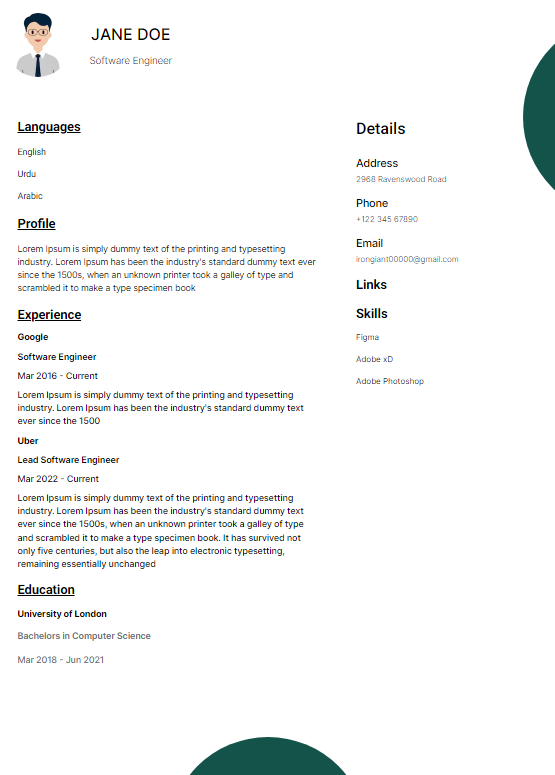 JANE DOE
Software Engineer
Languages
English
Urdu
Arabic
Profile
Lorem Ipsum is simply dummy text of the printing and typesetting
industry. Lorem Ipsum has been the industry's standard dummy text ever
since the 1500s, when an unknown printer took a galley of type and
scrambled it to make a type specimen book
Experience
Google
Software Engineer
Mar 2016 - Current
Lorem Ipsum is simply dummy text of the printing and typesetting
industry. Lorem Ipsum has been the industry's standard dummy text
ever since the 1500
Uber
Lead Software Engineer
Mar 2022 - Current
Lorem Ipsum is simply dummy text of the printing and typesetting
industry. Lorem Ipsum has been the industry's standard dummy text
ever since the 1500s, when an unknown printer took a galley of type
and scrambled it to make a type specimen book. It has survived not
only five centuries, but also the leap into electronic typesetting,
remaining essentially unchanged
Education
University of London
Bachelors in Computer Science
Mar 2018 - Jun 2021
Details
Address
2968 Ravenswood Road
Phone
+122 345 67890
Email
irongiant00000@gmail.com
Links
Skills
Figma
Adobe xD
Adobe Photoshop